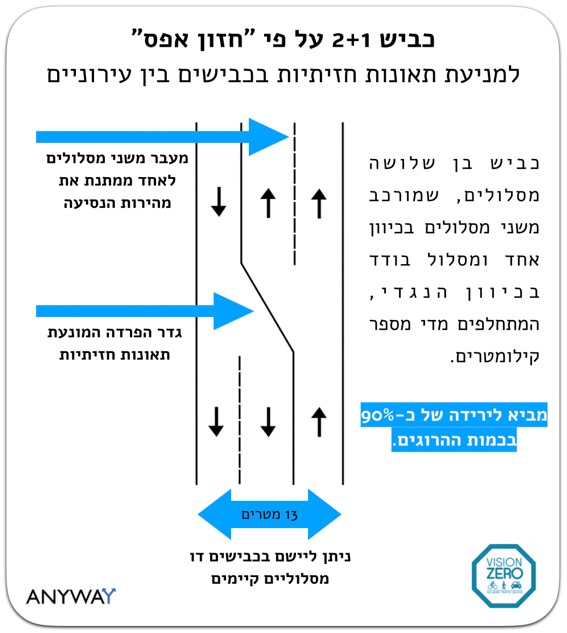 כביש 2+1 על פי "חזון אפס"
למניעת תאונות חזיתיות בכבישים בין עירוניים
כביש בן שלושה
מסלולים, שמורכב
משני מסלולים בכיוון
אחד ומסלול בודד
בכיוון הנגדי,
המתחלפים מדי מספר
קילומטרים.
מביא לירידה של כ-90%
בכמות ההרוגים.
מעבר משני מסלולים
לאחד ממתנת את
מהירות הנסיעה
גדר הפרדה המונעת
תאונות חזיתיות
13 מטרים
ניתן ליישם בכבישים דו
מסלוליים קיימים
VISION
ZERO
ANYWAY